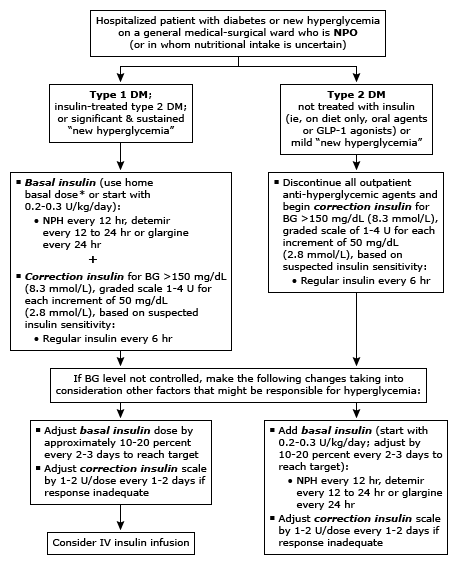 Hospitalized patient with diabetes or new hyperglycemia
on a general medical-surgical ward who is NPO
(or in whom nutritional intake is uncertain)
Type 1 DM;
insulin-treated type 2 DM;
or significant & sustained
"new hyperglycemia"
Type 2 DM
not treated with insulin
(ie, on diet only, oral agents
or GLP-1 agonists) or
mild "new hyperglycemia"
▪ Basal insulin (use home
basal dose* or start with
0.2-0.3 U/kg/day):
• NPH every 12 hr, detemir
every 12 to 24 hr or glargine
every 24 hr
+
▪ Correction insulin for BG >150 mg/dL
(8.3 mmol/L), graded scale 1-4 U for
each increment of 50 mg/dL
(2.8 mmol/L), based on suspected
insulin sensitivity:
• Regular insulin every 6 hr
▪ Discontinue all outpatient
anti-hyperglycemic agents and
begin correction insulin for
BG >150 mg/dL (8.3 mmol/L),
graded scale of 1-4 U for each
increment of 50 mg/dL
(2.8 mmol/L), based on
suspected insulin sensitivity:
• Regular insulin every 6 hr
If BG level not controlled, make the following changes taking into
consideration other factors that might be responsible for hyperglycemia:
▪ Adjust basal insulin dose by
approximately 10-20 percent
every 2-3 days to reach target
▪ Adjust correction insulin scale
by 1-2 U/dose every 1-2 days if
response inadequate
Consider IV insulin infusion
▪ Add basal insulin (start with
0.2-0.3 U/kg/day; adjust by
10-20 percent every 2-3 days to
reach target):
• NPH every 12 hr, detemir
every 12 to 24 hr or glargine
every 24 hr
▪ Adjust correction insulin scale
by 1-2 U/dose every 1-2 days if
response inadequate